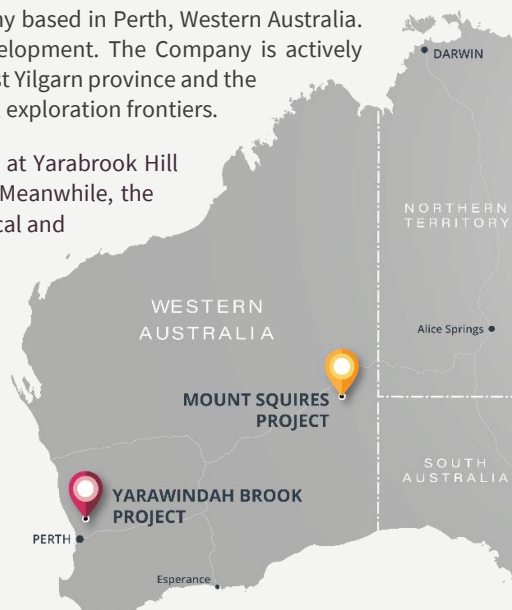 ny based in Perth, Western Australia.
elopment. The Company is actively
st Yilgarn province and the
exploration frontiers.
at Yarabrook Hill
Meanwhile, the
cal and
DARWIN
NORTHERN
TERRITORY
WESTERN
AUSTRALIA
Alice Springs
MOUNT SQUIRES
PROJECT
SOUTH
AUSTRALIA
YARAWINDAH BROOK
PROJECT
PERTH
Esperance